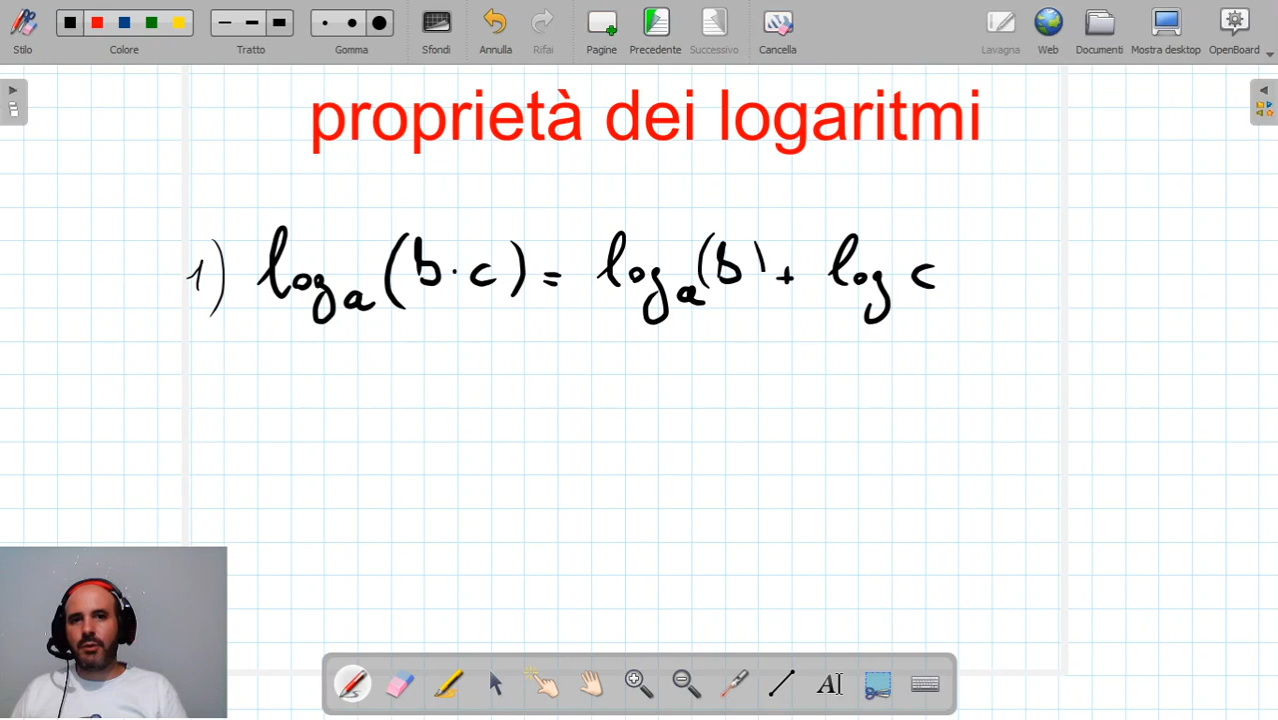 Stilo Colore Tratto Gomma Sfondi Annulla Rifai Pagine Precedente Successivo Cancella Lavagna Web Documenti Mostra desktop OpenBoard
proprietà dei logaritmi
1) logₐ(b·c) = logₐ(b) + log c